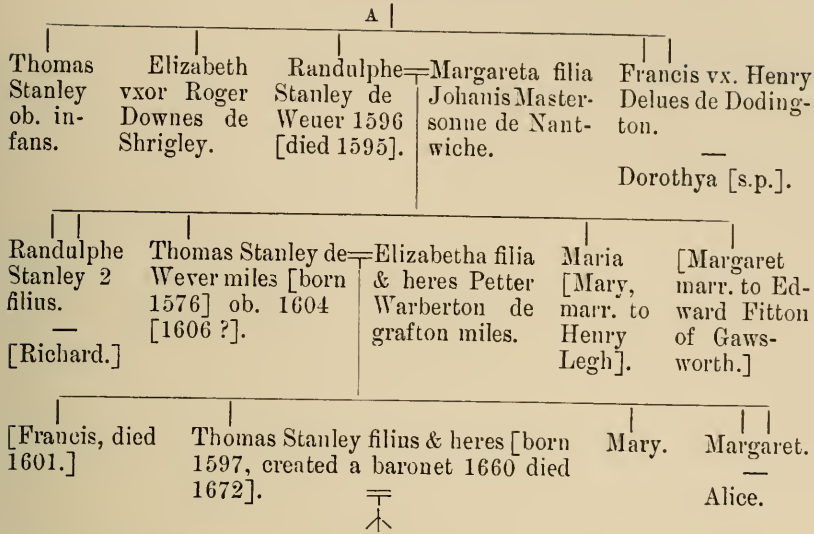 A
Thomas
Stanley
ob. in-
fans.
Elizabeth
vxor Roger
Downes de
Shrigley.
Randulphe
Stanley de
Weuer 1596
[died 1595].
Margareta filia
Johanis Master-
sonne de Nant-
wiche.
Francis vx. Henry
Delues de Doding-
ton.
—
Dorothya [s.p.].
Randulphe
Stanley 2
filius.
—
[Richard.]
Thomas Stanley de
Wever miles [born
1576] ob. 1604
[1606 ?].
Elizabetha filia
& heres Petter
Warberton de
grafton miles.
Maria
[Mary,
marr. to
Henry
Legh].
[Margaret
marr. to Ed-
ward Fitton
of Gaws-
worth.]
[Francis, died
1601.]
Thomas Stanley filius & heres [born
1597, created a baronet 1660 died
1672].
Mary.
Margaret.
—
Alice.